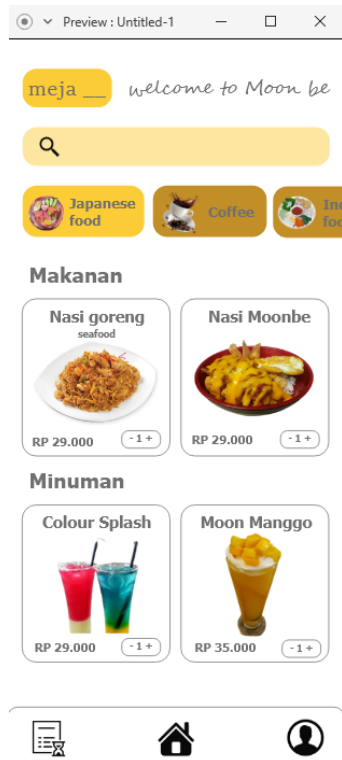 Preview : Untitled-1
meja __ welcome to Moon be
Japanese
food
Coffee
Makanan
Nasi goreng
seafood
RP 29.000 - 1 +
Nasi Moonbe
RP 29.000 - 1 +
Minuman
Colour Splash
RP 29.000 - 1 +
Moon Manggo
RP 35.000 - 1 +